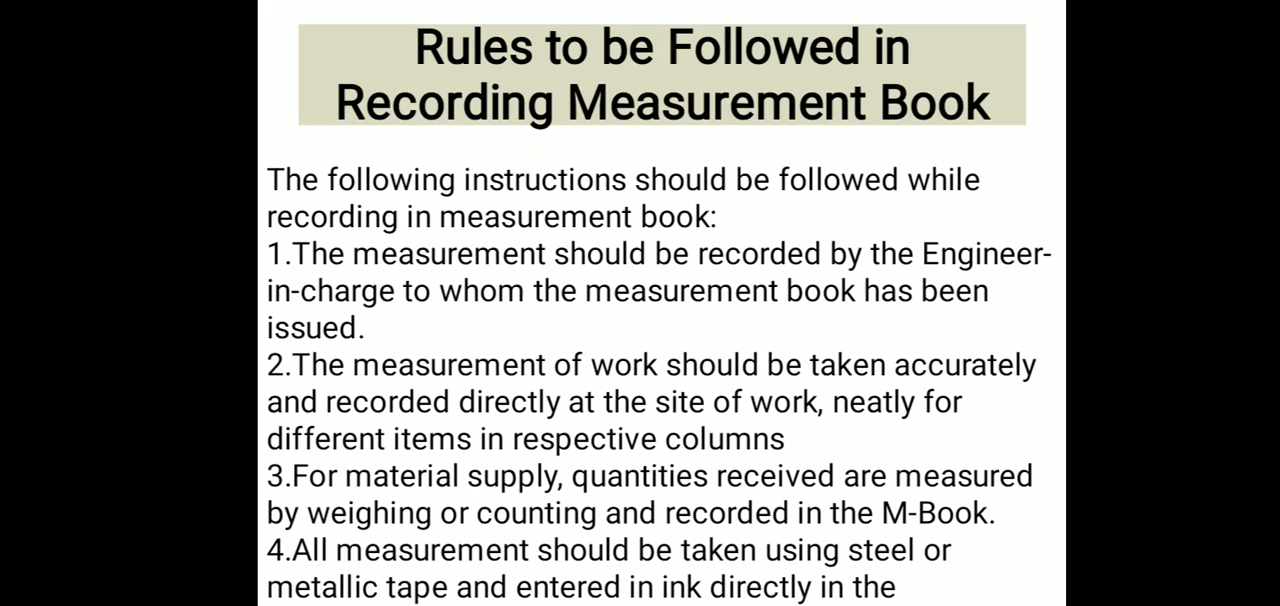 Rules to be Followed in
Recording Measurement Book
The following instructions should be followed while
recording in measurement book:
1.The measurement should be recorded by the Engineer-
in-charge to whom the measurement book has been
issued.
2.The measurement of work should be taken accurately
and recorded directly at the site of work, neatly for
different items in respective columns
3.For material supply, quantities received are measured
by weighing or counting and recorded in the M-Book.
4.All measurement should be taken using steel or
metallic tape and entered in ink directly in the